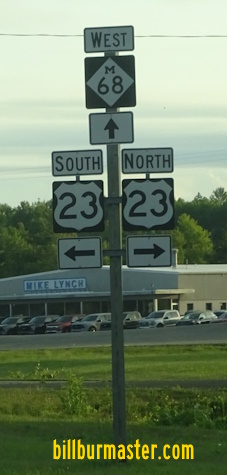 WEST
M
68
SOUTH NORTH
23 23
MIKE LYNCH
billburmaster.com